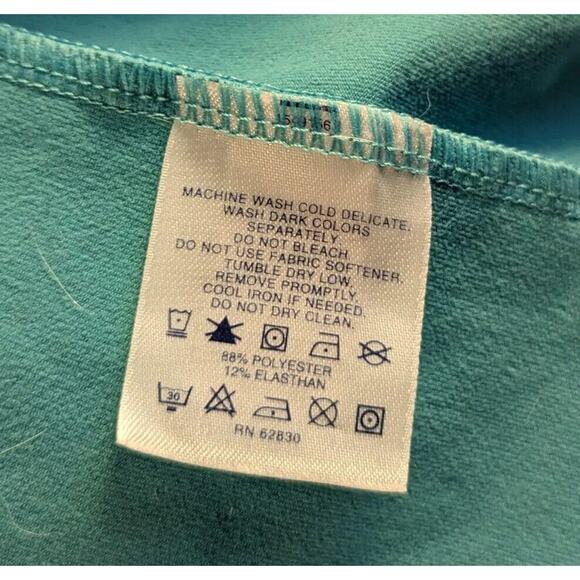 MACHINE WASH COLD DELICATE.
WASH DARK COLORS
SEPARATELY.
DO NOT BLEACH.
DO NOT USE FABRIC SOFTENER.
TUMBLE DRY LOW.
REMOVE PROMPTLY.
COOL IRON IF NEEDED.
DO NOT DRY CLEAN.
88% POLYESTER
12% ELASTHAN
30
RN 62830